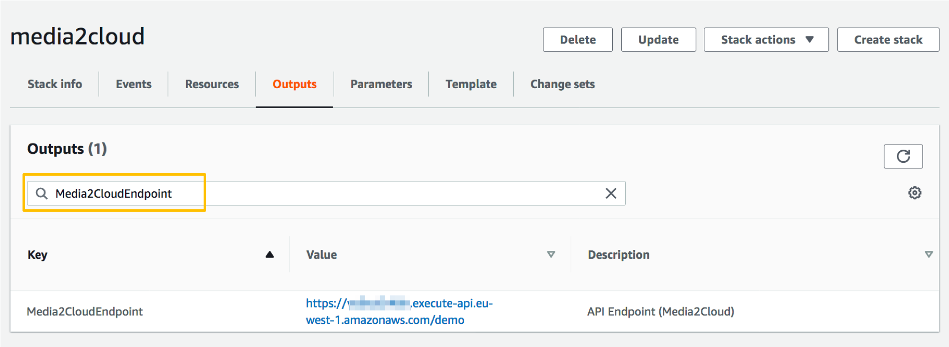 media2cloud
Delete
Update
Stack actions
Create stack
Stack info
Events
Resources
Outputs
Parameters
Template
Change sets
Outputs (1)
Media2CloudEndpoint
Key
Value
Description
Media2CloudEndpoint
https:// .execute-api.eu-
west-1.amazonaws.com/demo
API Endpoint (Media2Cloud)